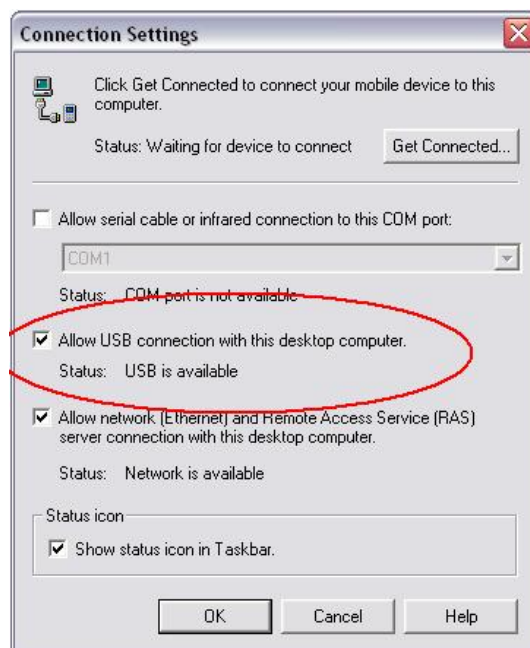 Connection Settings
Click Get Connected to connect your mobile device to this
computer.
Status: Waiting for device to connect
Get Connected...
Allow serial cable or infrared connection to this COM port:
COM1
Status: COM port is not available
Allow USB connection with this desktop computer.
Status: USB is available
Allow network (Ethernet) and Remote Access Service (RAS)
server connection with this desktop computer.
Status: Network is available
Status icon
Show status icon in Taskbar.
OK Cancel Help